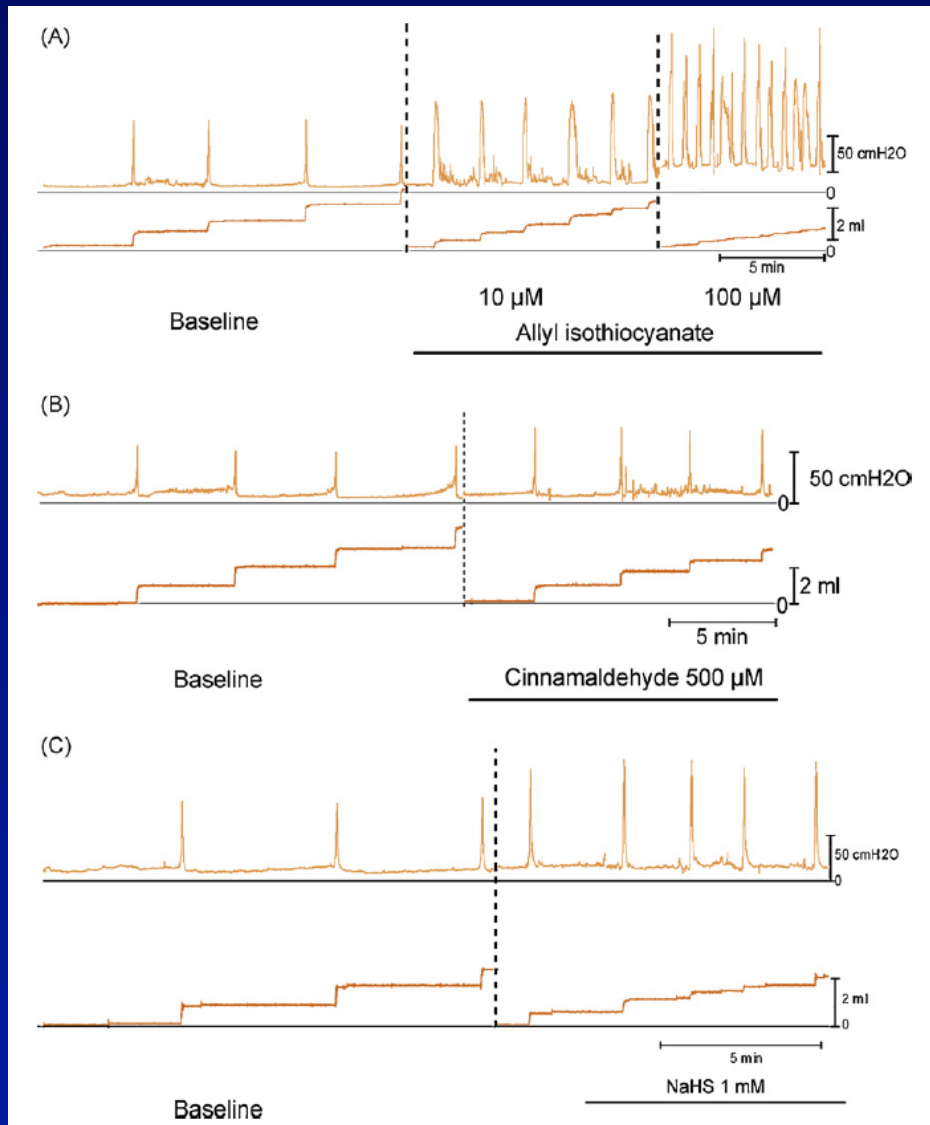 (A)
50 cmH2O
0
2 ml
0
5 min
10 µM 100 µM
Baseline
Allyl isothiocyanate
(B)
50 cmH2O
0
2 ml
0
5 min
Baseline
Cinnamaldehyde 500 µM
(C)
50 cmH2O
0
2 ml
0
5 min
NaHS 1 mM
Baseline